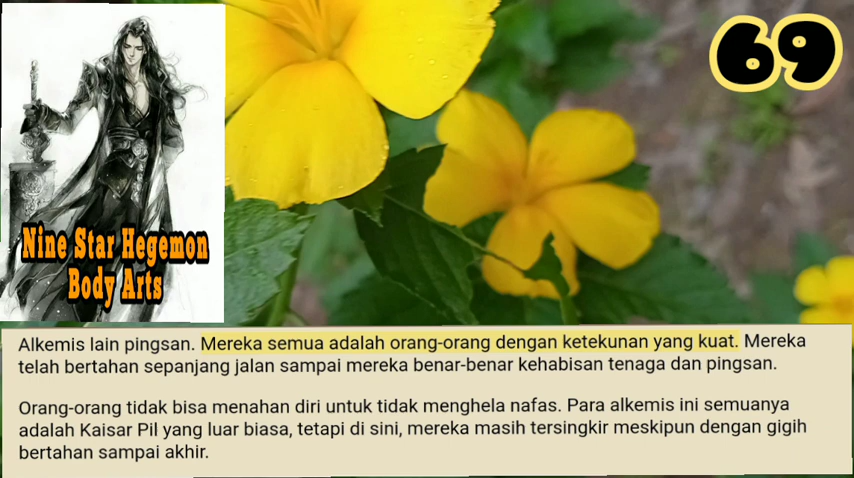 69
Nine Star Hegemon
Body Arts
Alkemis lain pingsan. Mereka semua adalah orang-orang dengan ketekunan yang kuat. Mereka
telah bertahan sepanjang jalan sampai mereka benar-benar kehabisan tenaga dan pingsan.
Orang-orang tidak bisa menahan diri untuk tidak menghela nafas. Para alkemis ini semuanya
adalah Kaisar Pil yang luar biasa, tetapi di sini, mereka masih tersingkir meskipun dengan gigih
bertahan sampai akhir.